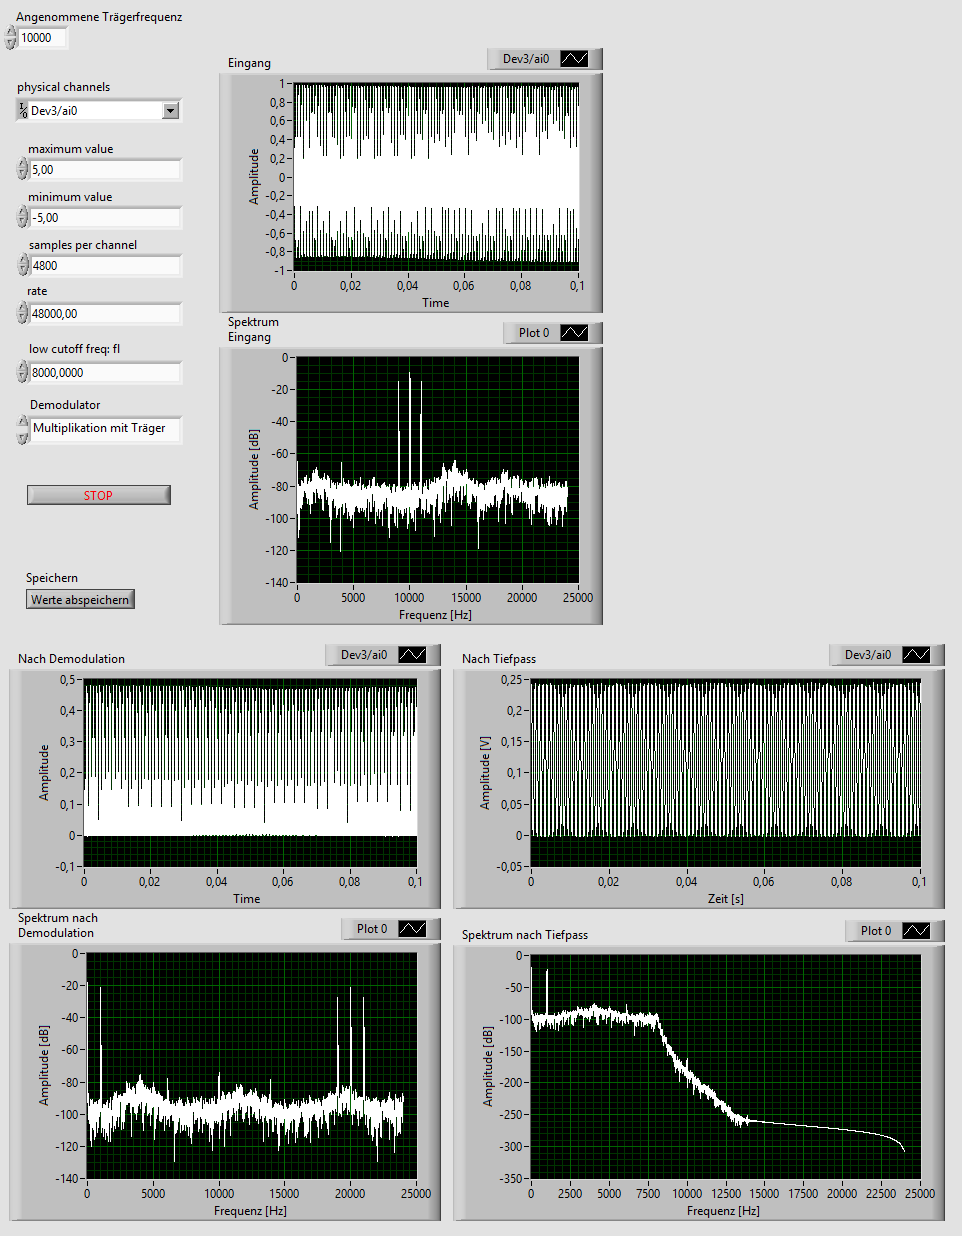 Angenommene Trägerfrequenz
10000
physical channels
Dev3/ai0
maximum value
5,00
minimum value
-5,00
samples per channel
4800
rate
48000,00
low cutoff freq: fl
8000,0000
Demodulator
Multiplikation mit Träger
STOP
Speichern
Werte abspeichern
Eingang
Dev3/ai0
Amplitude
1
0,8
0,6
0,4
0,2
0
-0,2
-0,4
-0,6
-0,8
-1
0 0,02 0,04 0,06 0,08 0,1
Time
Spektrum
Eingang
Plot 0
Amplitude [dB]
0
-20
-40
-60
-80
-100
-120
-140
0 5000 10000 15000 20000 25000
Frequenz [Hz]
Nach Demodulation
Dev3/ai0
Amplitude
0,5
0,4
0,3
0,2
0,1
0
-0,1
0 0,02 0,04 0,06 0,08 0,1
Time
Nach Tiefpass
Dev3/ai0
Amplitude [V]
0,25
0,2
0,15
0,1
0,05
0
-0,05
0 0,02 0,04 0,06 0,08 0,1
Zeit [s]
Spektrum nach
Demodulation
Plot 0
Amplitude [dB]
0
-20
-40
-60
-80
-100
-120
-140
0 5000 10000 15000 20000 25000
Frequenz [Hz]
Spektrum nach Tiefpass
Plot 0
Amplitude [dB]
0
-50
-100
-150
-200
-250
-300
-350
0 2500 5000 7500 10000 12500 15000 17500 20000 22500 25000
Frequenz [Hz]